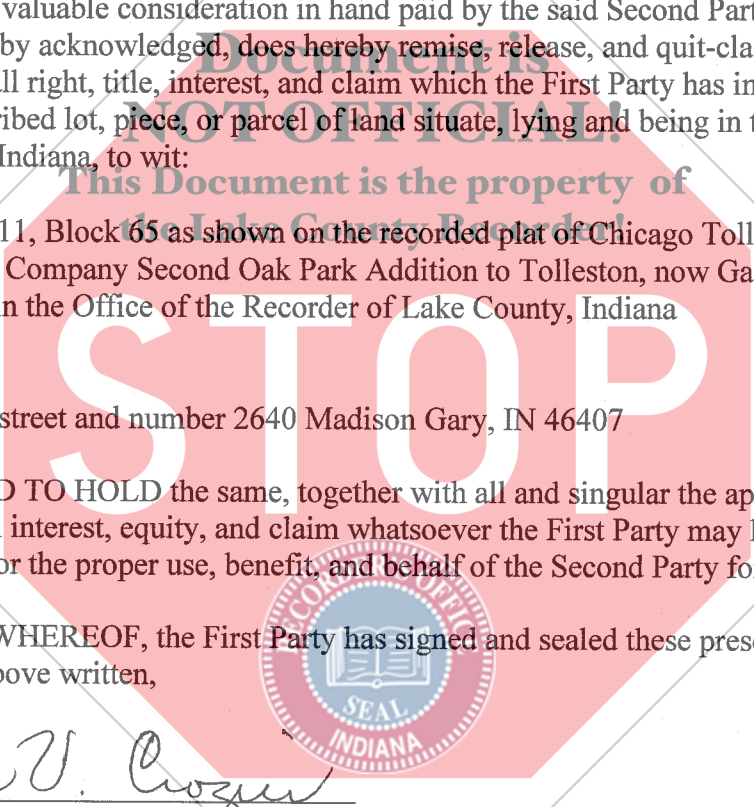 valuable consideration in hand paid by the said Second Part
by acknowledged, does hereby remise, release, and quit-cla
ll right, title, interest, and claim which the First Party has in
ribed lot, piece, or parcel of land situate, lying and being in t
Indiana, to wit:
Document is
NOT OFFICIAL!
This Document is the property of
the Lake County Recorder!
11, Block 65 as shown on the recorded plat of Chicago Toll
Company Second Oak Park Addition to Tolleston, now Ga
n the Office of the Recorder of Lake County, Indiana
STOP
street and number 2640 Madison Gary, IN 46407
D TO HOLD the same, together with all and singular the ap
interest, equity, and claim whatsoever the First Party may
or the proper use, benefit, and behalf of the Second Party fo
WHEREOF, the First Party has signed and sealed these prese
bove written,
RECORDER'S OFFICE
SEAL
INDIANA
V. Crozier